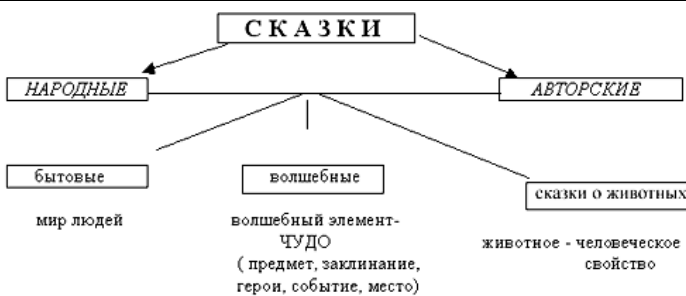 СКАЗКИ
НАРОДНЫЕ
АВТОРСКИЕ
бытовые
волшебные
сказки о животных
мир людей
волшебный элемент-
ЧУДО
( предмет, заклинание,
герои, событие, место)
животное - человеческое
свойство